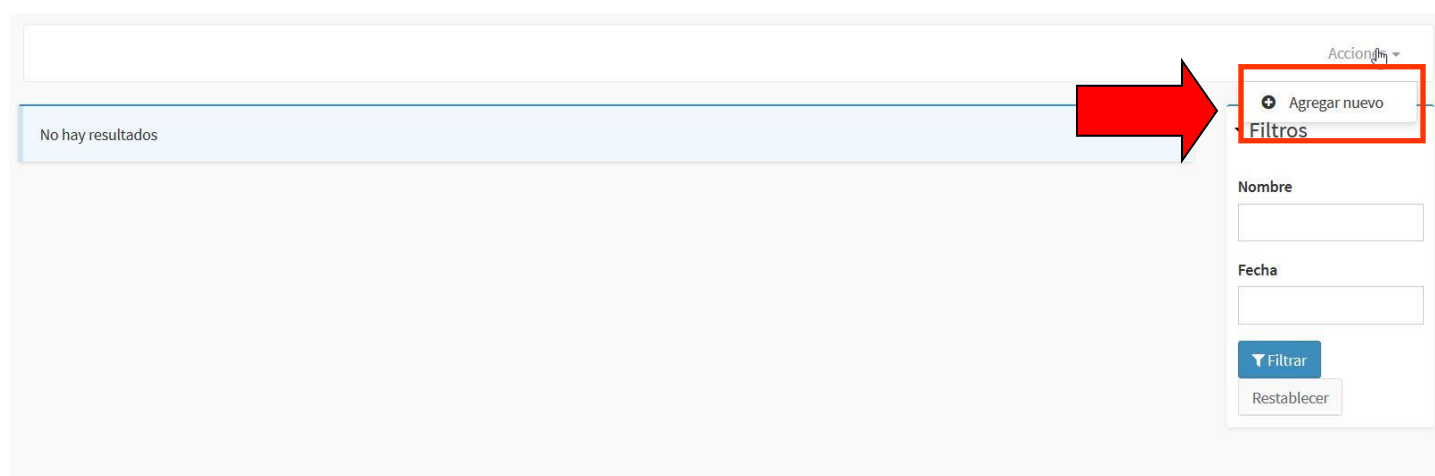 Acciones
Agregar nuevo
No hay resultados
Filtros
Nombre
Fecha
Filtrar
Restablecer